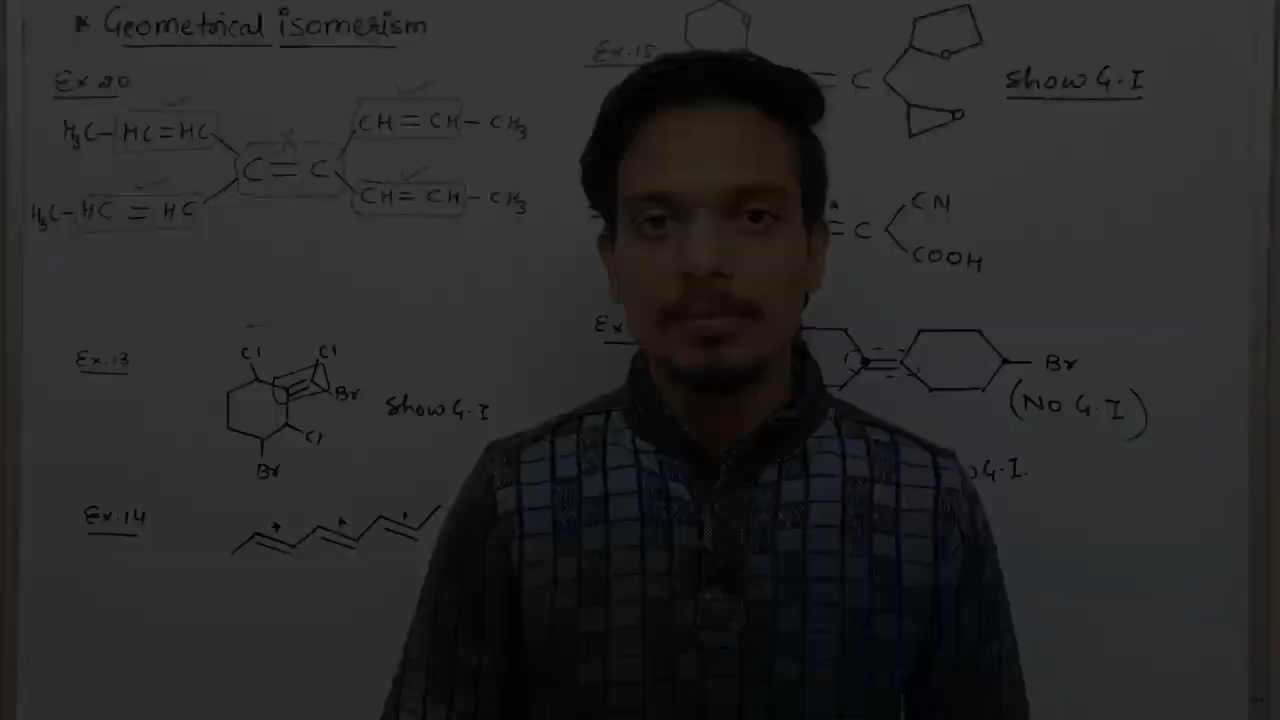 * Geometrical isomerism
Ex 20
H₃C-HC=HC
CH=CH-CH₃
C=C
H₃C-HC=HC
CH=CH-CH₃
Ex.13
Cl
Cl
Br
Cl
Br
Show G.I
Ex.14
Ex.15
= C
O
O
Show G.I
= C
CN
COOH
Ex
Br
(No G.I)
G.I.